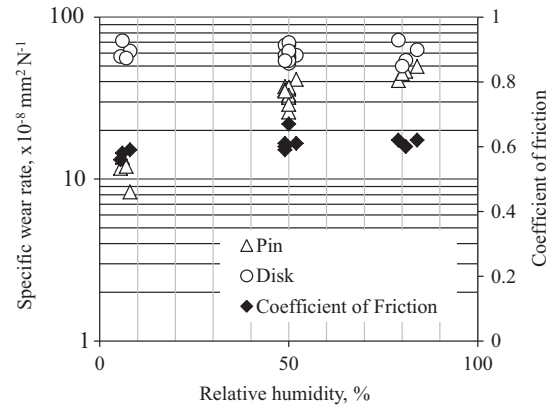 100
10
1
Specific wear rate, x10⁻⁸ mm² N⁻¹
1
0.8
0.6
0.4
0.2
0
Coefficient of friction
Pin
Disk
Coefficient of Friction
0 50 100
Relative humidity, %